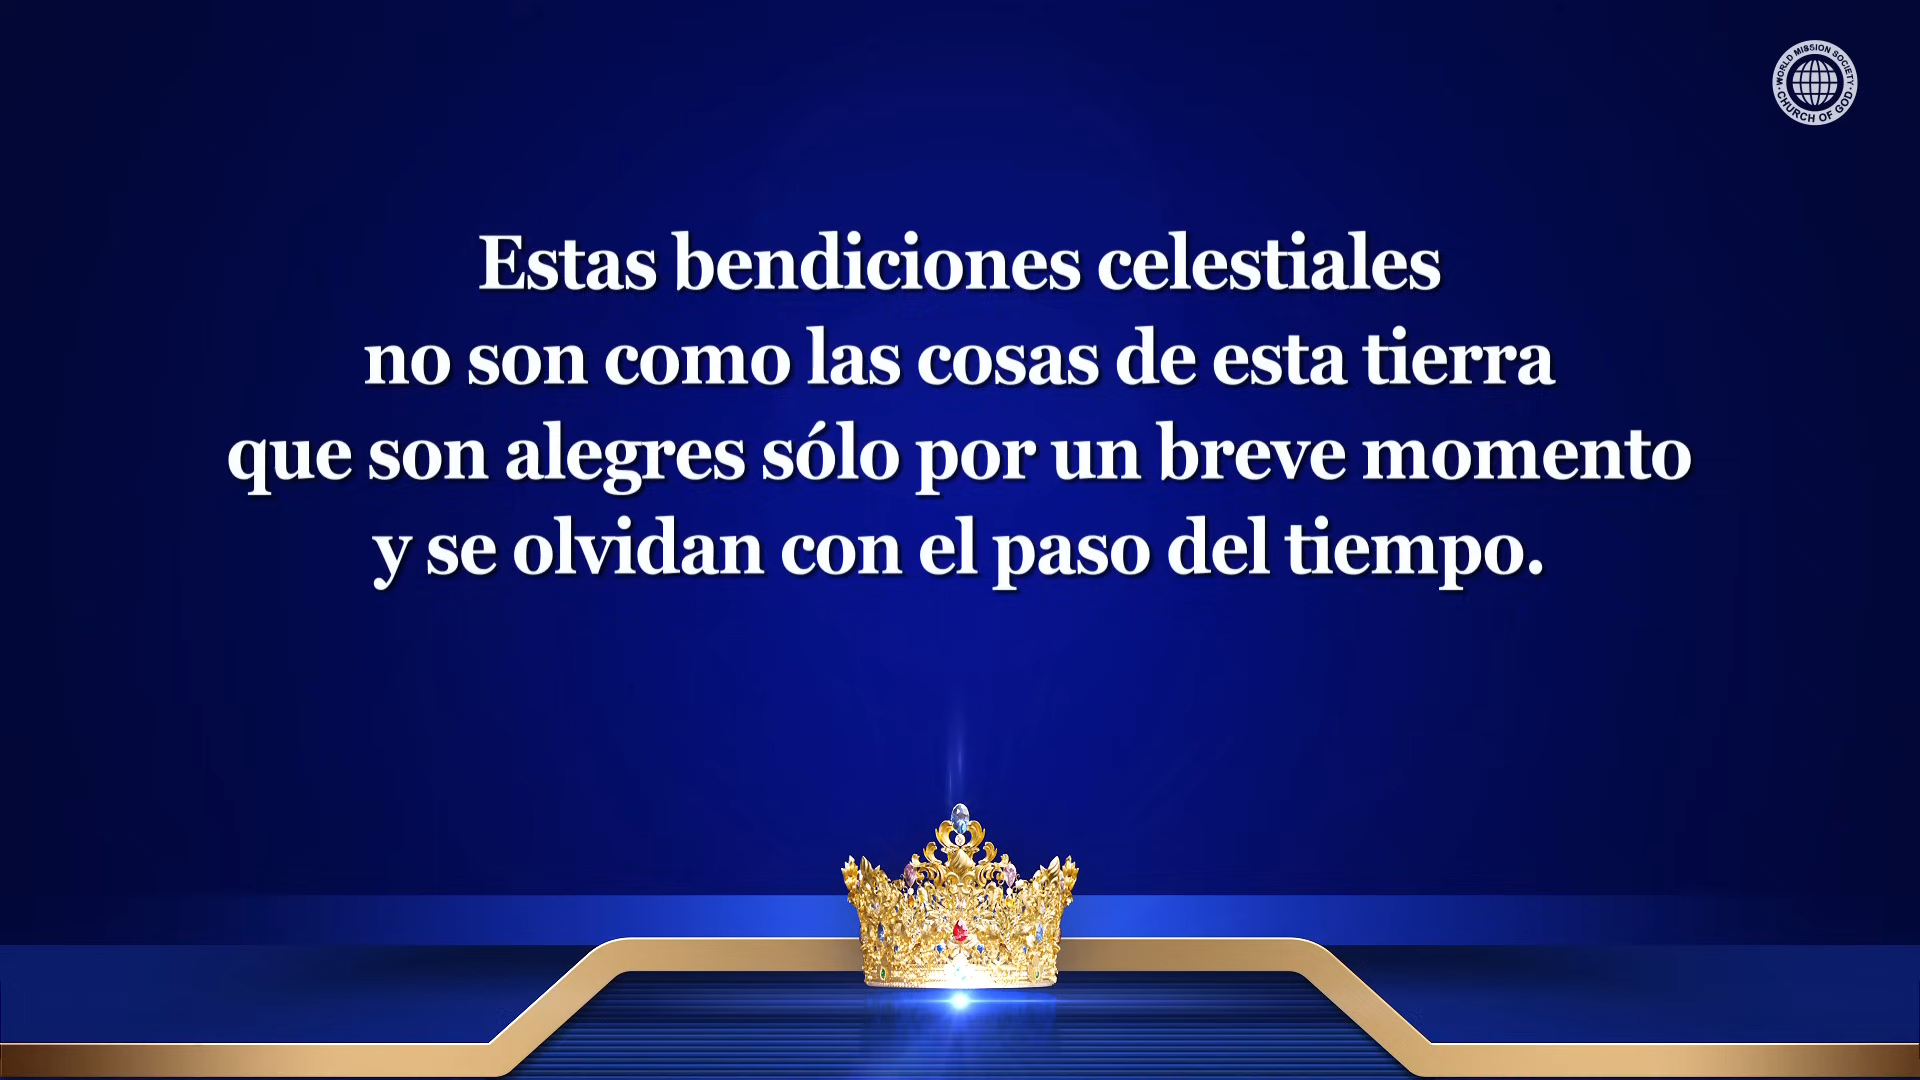 WORLD MISSION SOCIETY
CHURCH OF GOD
Estas bendiciones celestiales
no son como las cosas de esta tierra
que son alegres sólo por un breve momento
y se olvidan con el paso del tiempo.